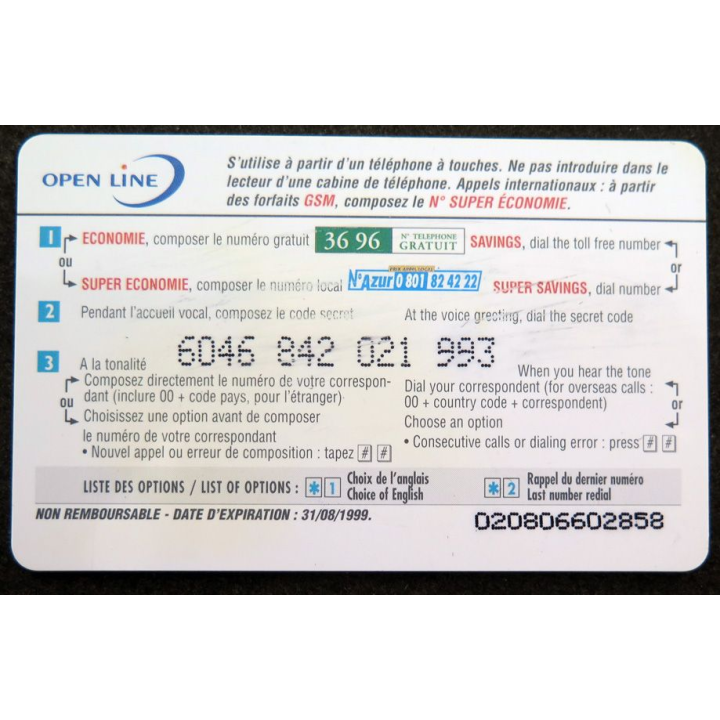 OPEN LINE
S'utilise à partir d'un téléphone à touches. Ne pas introduire dans le
lecteur d'une cabine de téléphone. Appels internationaux : à partir
des forfaits GSM, composez le N° SUPER ÉCONOMIE.
1 ECONOMIE, composer le numéro gratuit 36 96 N° TELEPHONE GRATUIT SAVINGS, dial the toll free number
ou or
SUPER ECONOMIE, composer le numéro local N°Azur 0 801 82 42 22 SUPER SAVINGS, dial number
2 Pendant l'accueil vocal, composez le code secret At the voice greeting, dial the secret code
6046 842 021 993
3 A la tonalité When you hear the tone
Composez directement le numéro de votre correspon- Dial your correspondent (for overseas calls :
ou dant (inclure 00 + code pays, pour l'étranger) 00 + country code + correspondent) or
Choisissez une option avant de composer Choose an option
le numéro de votre correspondant
• Nouvel appel ou erreur de composition : tapez # # • Consecutive calls or dialing error : press # #
LISTE DES OPTIONS / LIST OF OPTIONS : * 1 Choix de l'anglais * 2 Rappel du dernier numéro
Choice of English Last number redial
NON REMBOURSABLE - DATE D'EXPIRATION : 31/08/1999. 020806602858